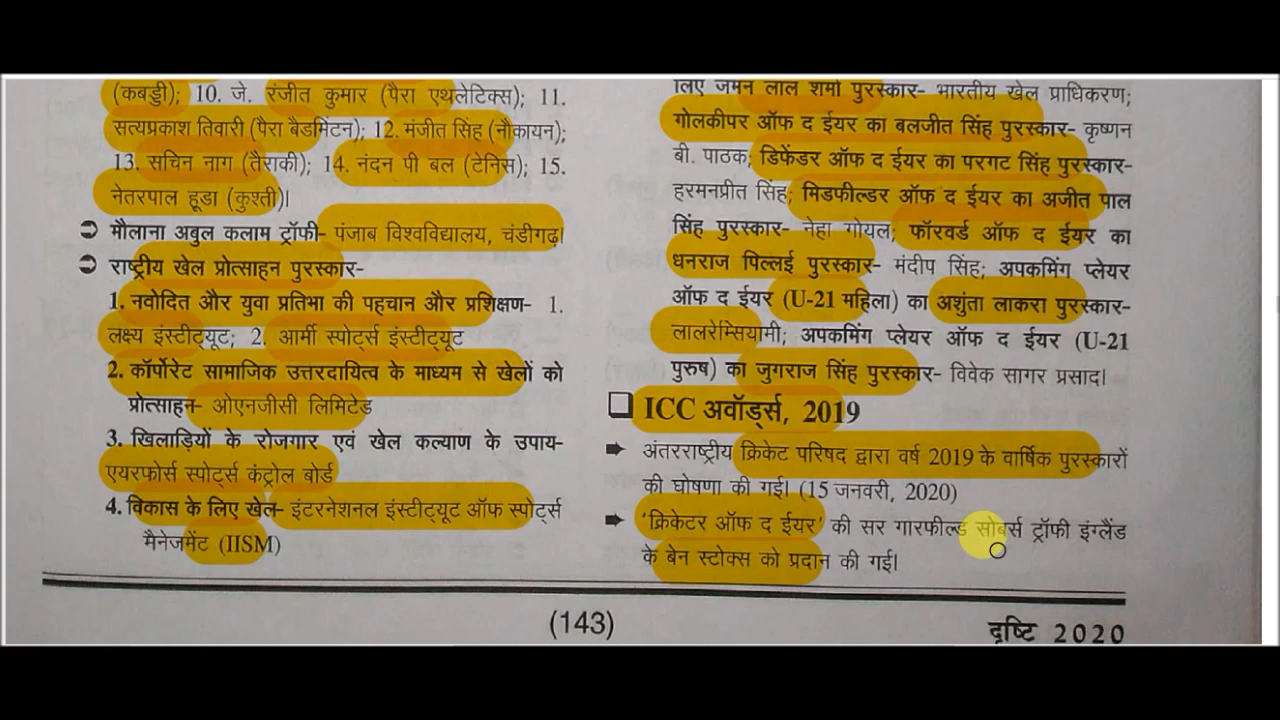 (कबड्डी); 10. जे. रंजीत कुमार (पैरा एथलेटिक्स); 11.
सत्यप्रकाश तिवारी (पैरा बैडमिंटन); 12. मंजीत सिंह (नौकायन);
13. सचिन नाग (तैराकी); 14. नंदन पी बल (टेनिस); 15.
नेतरपाल हूडा (कुश्ती)।
➲ मौलाना अबुल कलाम ट्रॉफी- पंजाब विश्वविद्यालय, चंडीगढ़।
➲ राष्ट्रीय खेल प्रोत्साहन पुरस्कार-
1. नवोदित और युवा प्रतिभा की पहचान और प्रशिक्षण- 1.
लक्ष्य इंस्टीट्यूट; 2. आर्मी स्पोर्ट्स इंस्टीट्यूट
2. कॉर्पोरेट सामाजिक उत्तरदायित्व के माध्यम से खेलों को
प्रोत्साहन- ओएनजीसी लिमिटेड
3. खिलाड़ियों के रोजगार एवं खेल कल्याण के उपाय-
एयरफोर्स स्पोर्ट्स कंट्रोल बोर्ड
4. विकास के लिए खेल- इंटरनेशनल इंस्टीट्यूट ऑफ स्पोर्ट्स
मैनेजमेंट (IISM)
लिए जमन लाल शर्मा पुरस्कार- भारतीय खेल प्राधिकरण;
गोलकीपर ऑफ द ईयर का बलजीत सिंह पुरस्कार- कृष्णन
बी. पाठक; डिफेंडर ऑफ द ईयर का परगट सिंह पुरस्कार-
हरमनप्रीत सिंह; मिडफील्डर ऑफ द ईयर का अजीत पाल
सिंह पुरस्कार- नेहा गोयल; फॉरवर्ड ऑफ द ईयर का
धनराज पिल्लई पुरस्कार- मंदीप सिंह; अपकमिंग प्लेयर
ऑफ द ईयर (U-21 महिला) का अशुंता लाकरा पुरस्कार-
लालरेम्सियामी; अपकमिंग प्लेयर ऑफ द ईयर (U-21
पुरुष) का जुगराज सिंह पुरस्कार- विवेक सागर प्रसाद।
❑ ICC अवॉर्ड्स, 2019
➨ अंतरराष्ट्रीय क्रिकेट परिषद द्वारा वर्ष 2019 के वार्षिक पुरस्कारों
की घोषणा की गई। (15 जनवरी, 2020)
➨ 'क्रिकेटर ऑफ द ईयर' की सर गारफील्ड सोबर्स ट्रॉफी इंग्लैंड
के बेन स्टोक्स को प्रदान की गई।
(143)
दृष्टि 2020